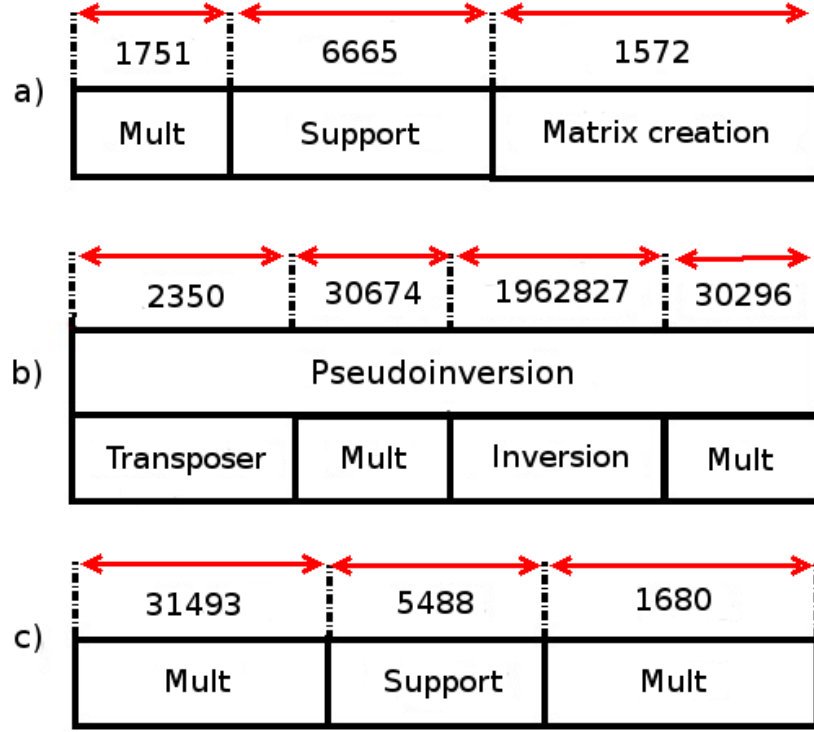 1751 6665 1572
a)
Mult Support Matrix creation
2350 30674 1962827 30296
b)
Pseudoinversion
Transposer Mult Inversion Mult
31493 5488 1680
c)
Mult Support Mult